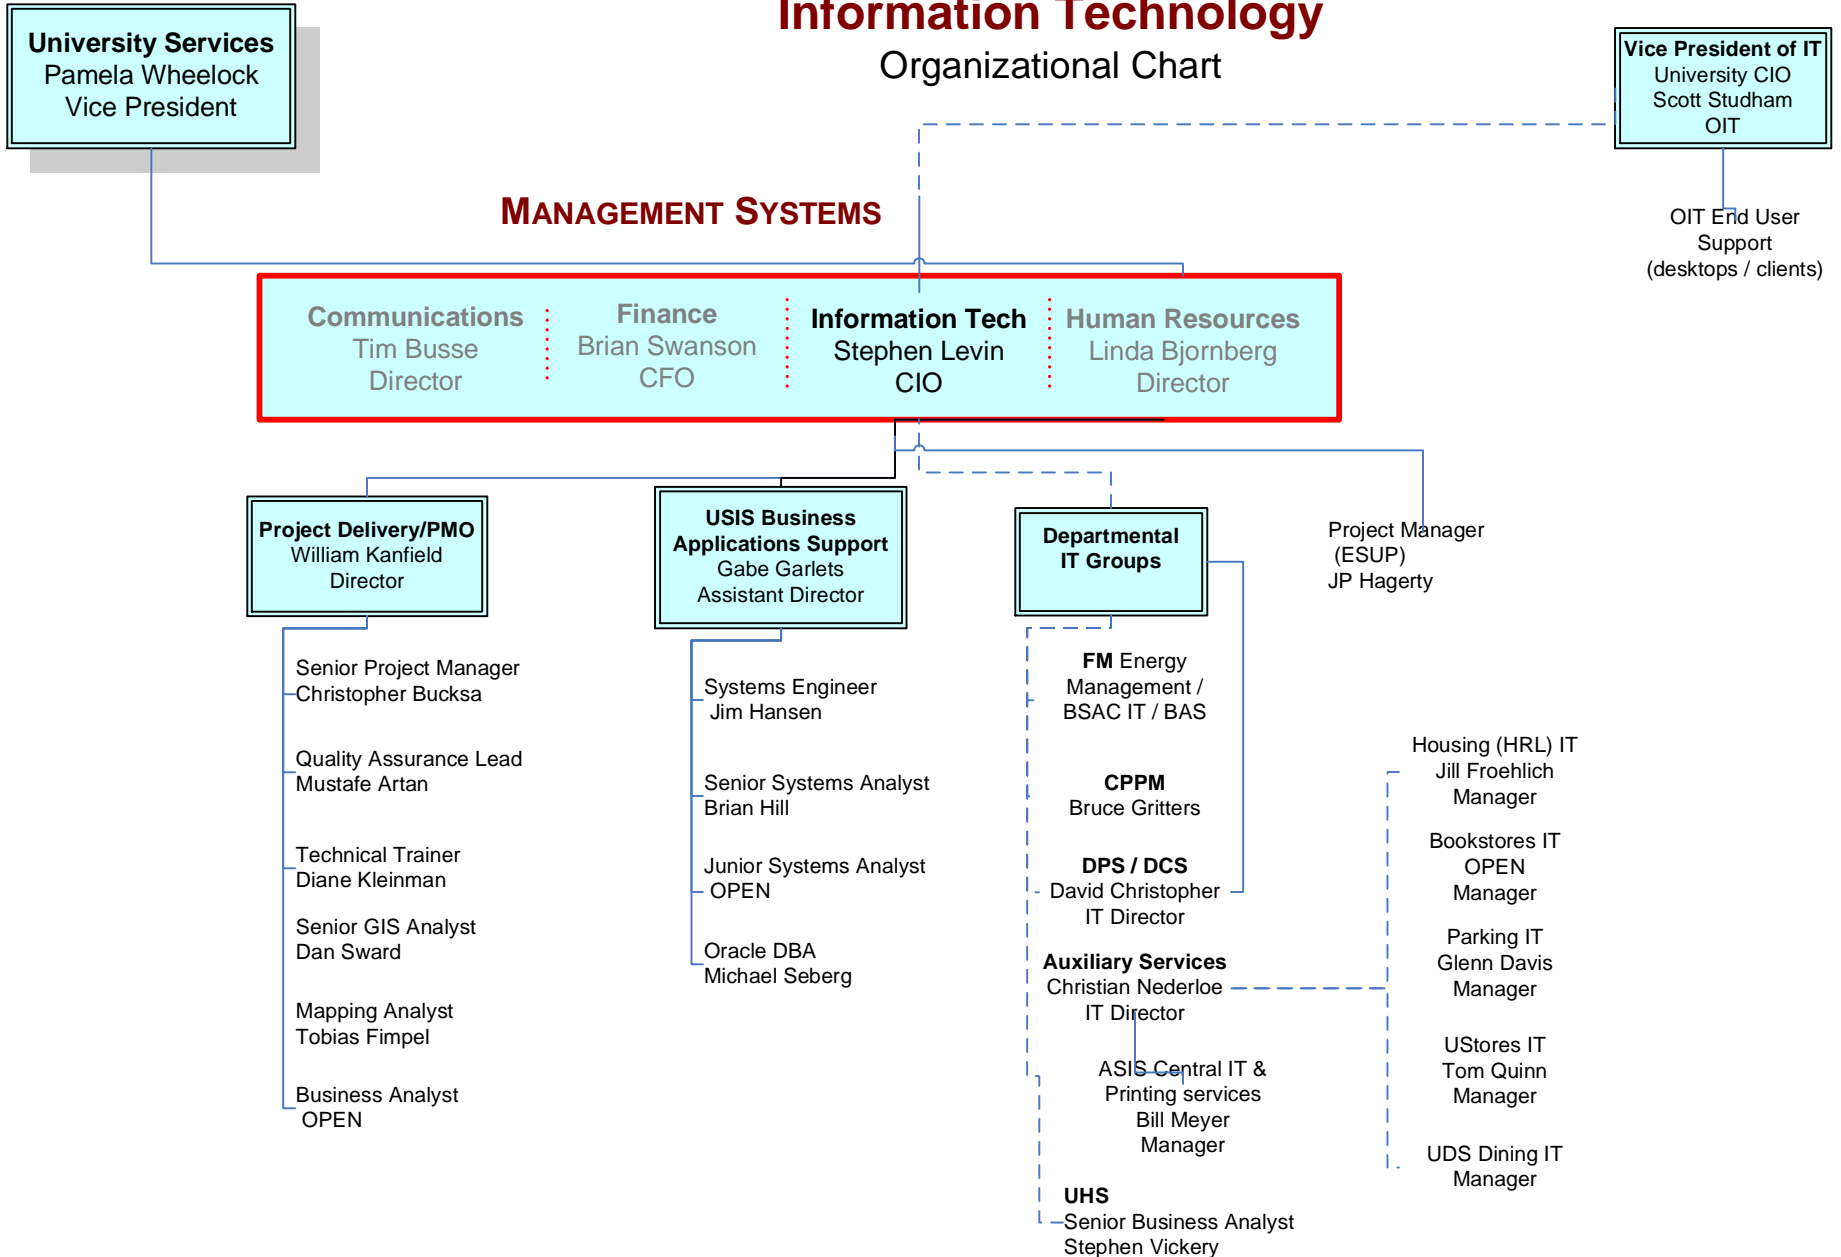 Information Technology
Organizational Chart
University Services
Pamela Wheelock
Vice President
Vice President of IT
University CIO
Scott Studham
OIT
OIT End User
Support
(desktops / clients)
MANAGEMENT SYSTEMS
Communications
Tim Busse
Director
Finance
Brian Swanson
CFO
Information Tech
Stephen Levin
CIO
Human Resources
Linda Bjornberg
Director
Project Delivery/PMO
William Kanfield
Director
Senior Project Manager
Christopher Bucksa
Quality Assurance Lead
Mustafe Artan
Technical Trainer
Diane Kleinman
Senior GIS Analyst
Dan Sward
Mapping Analyst
Tobias Fimpel
Business Analyst
OPEN
USIS Business
Applications Support
Gabe Garlets
Assistant Director
Systems Engineer
Jim Hansen
Senior Systems Analyst
Brian Hill
Junior Systems Analyst
OPEN
Oracle DBA
Michael Seberg
Departmental
IT Groups
FM Energy
Management /
BSAC IT / BAS
CPPM
Bruce Gritters
DPS / DCS
David Christopher
IT Director
Auxiliary Services
Christian Nederloe
IT Director
ASIS Central IT &
Printing services
Bill Meyer
Manager
UHS
Senior Business Analyst
Stephen Vickery
Project Manager
(ESUP)
JP Hagerty
Housing (HRL) IT
Jill Froehlich
Manager
Bookstores IT
OPEN
Manager
Parking IT
Glenn Davis
Manager
UStores IT
Tom Quinn
Manager
UDS Dining IT
Manager